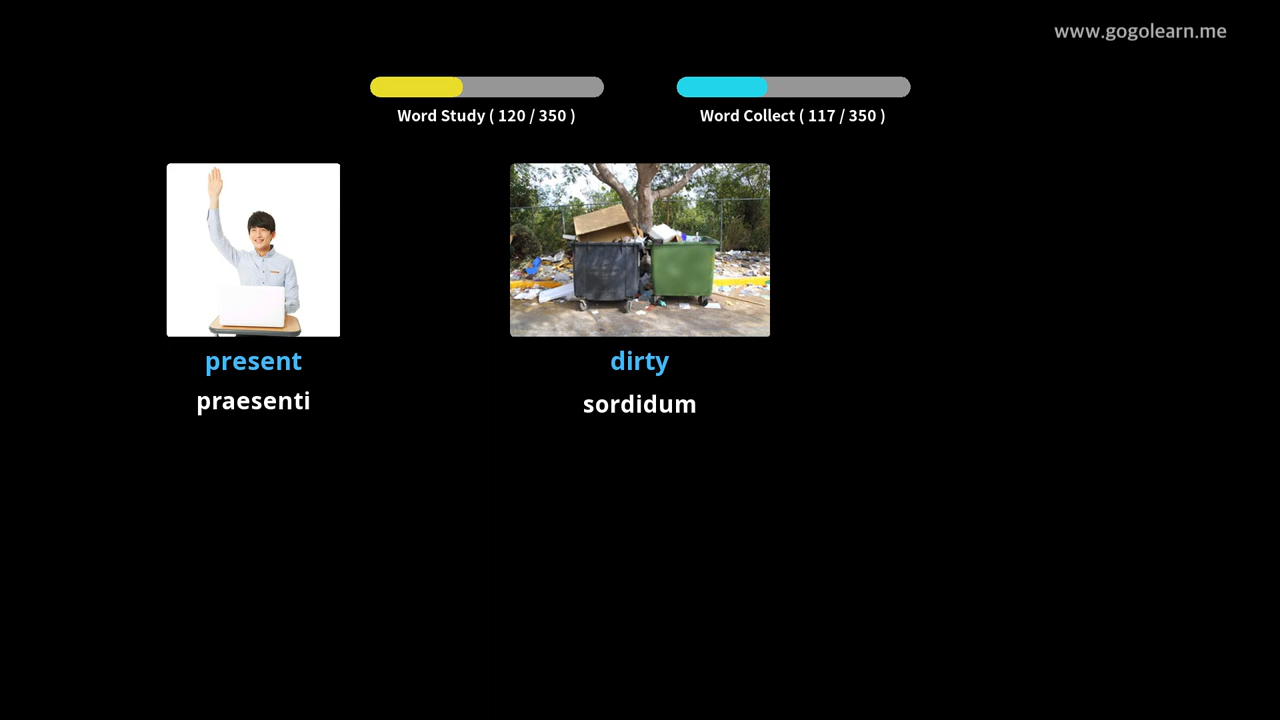 www.gogolearn.me
Word Study ( 120 / 350 )
Word Collect ( 117 / 350 )
present
praesenti
dirty
sordidum